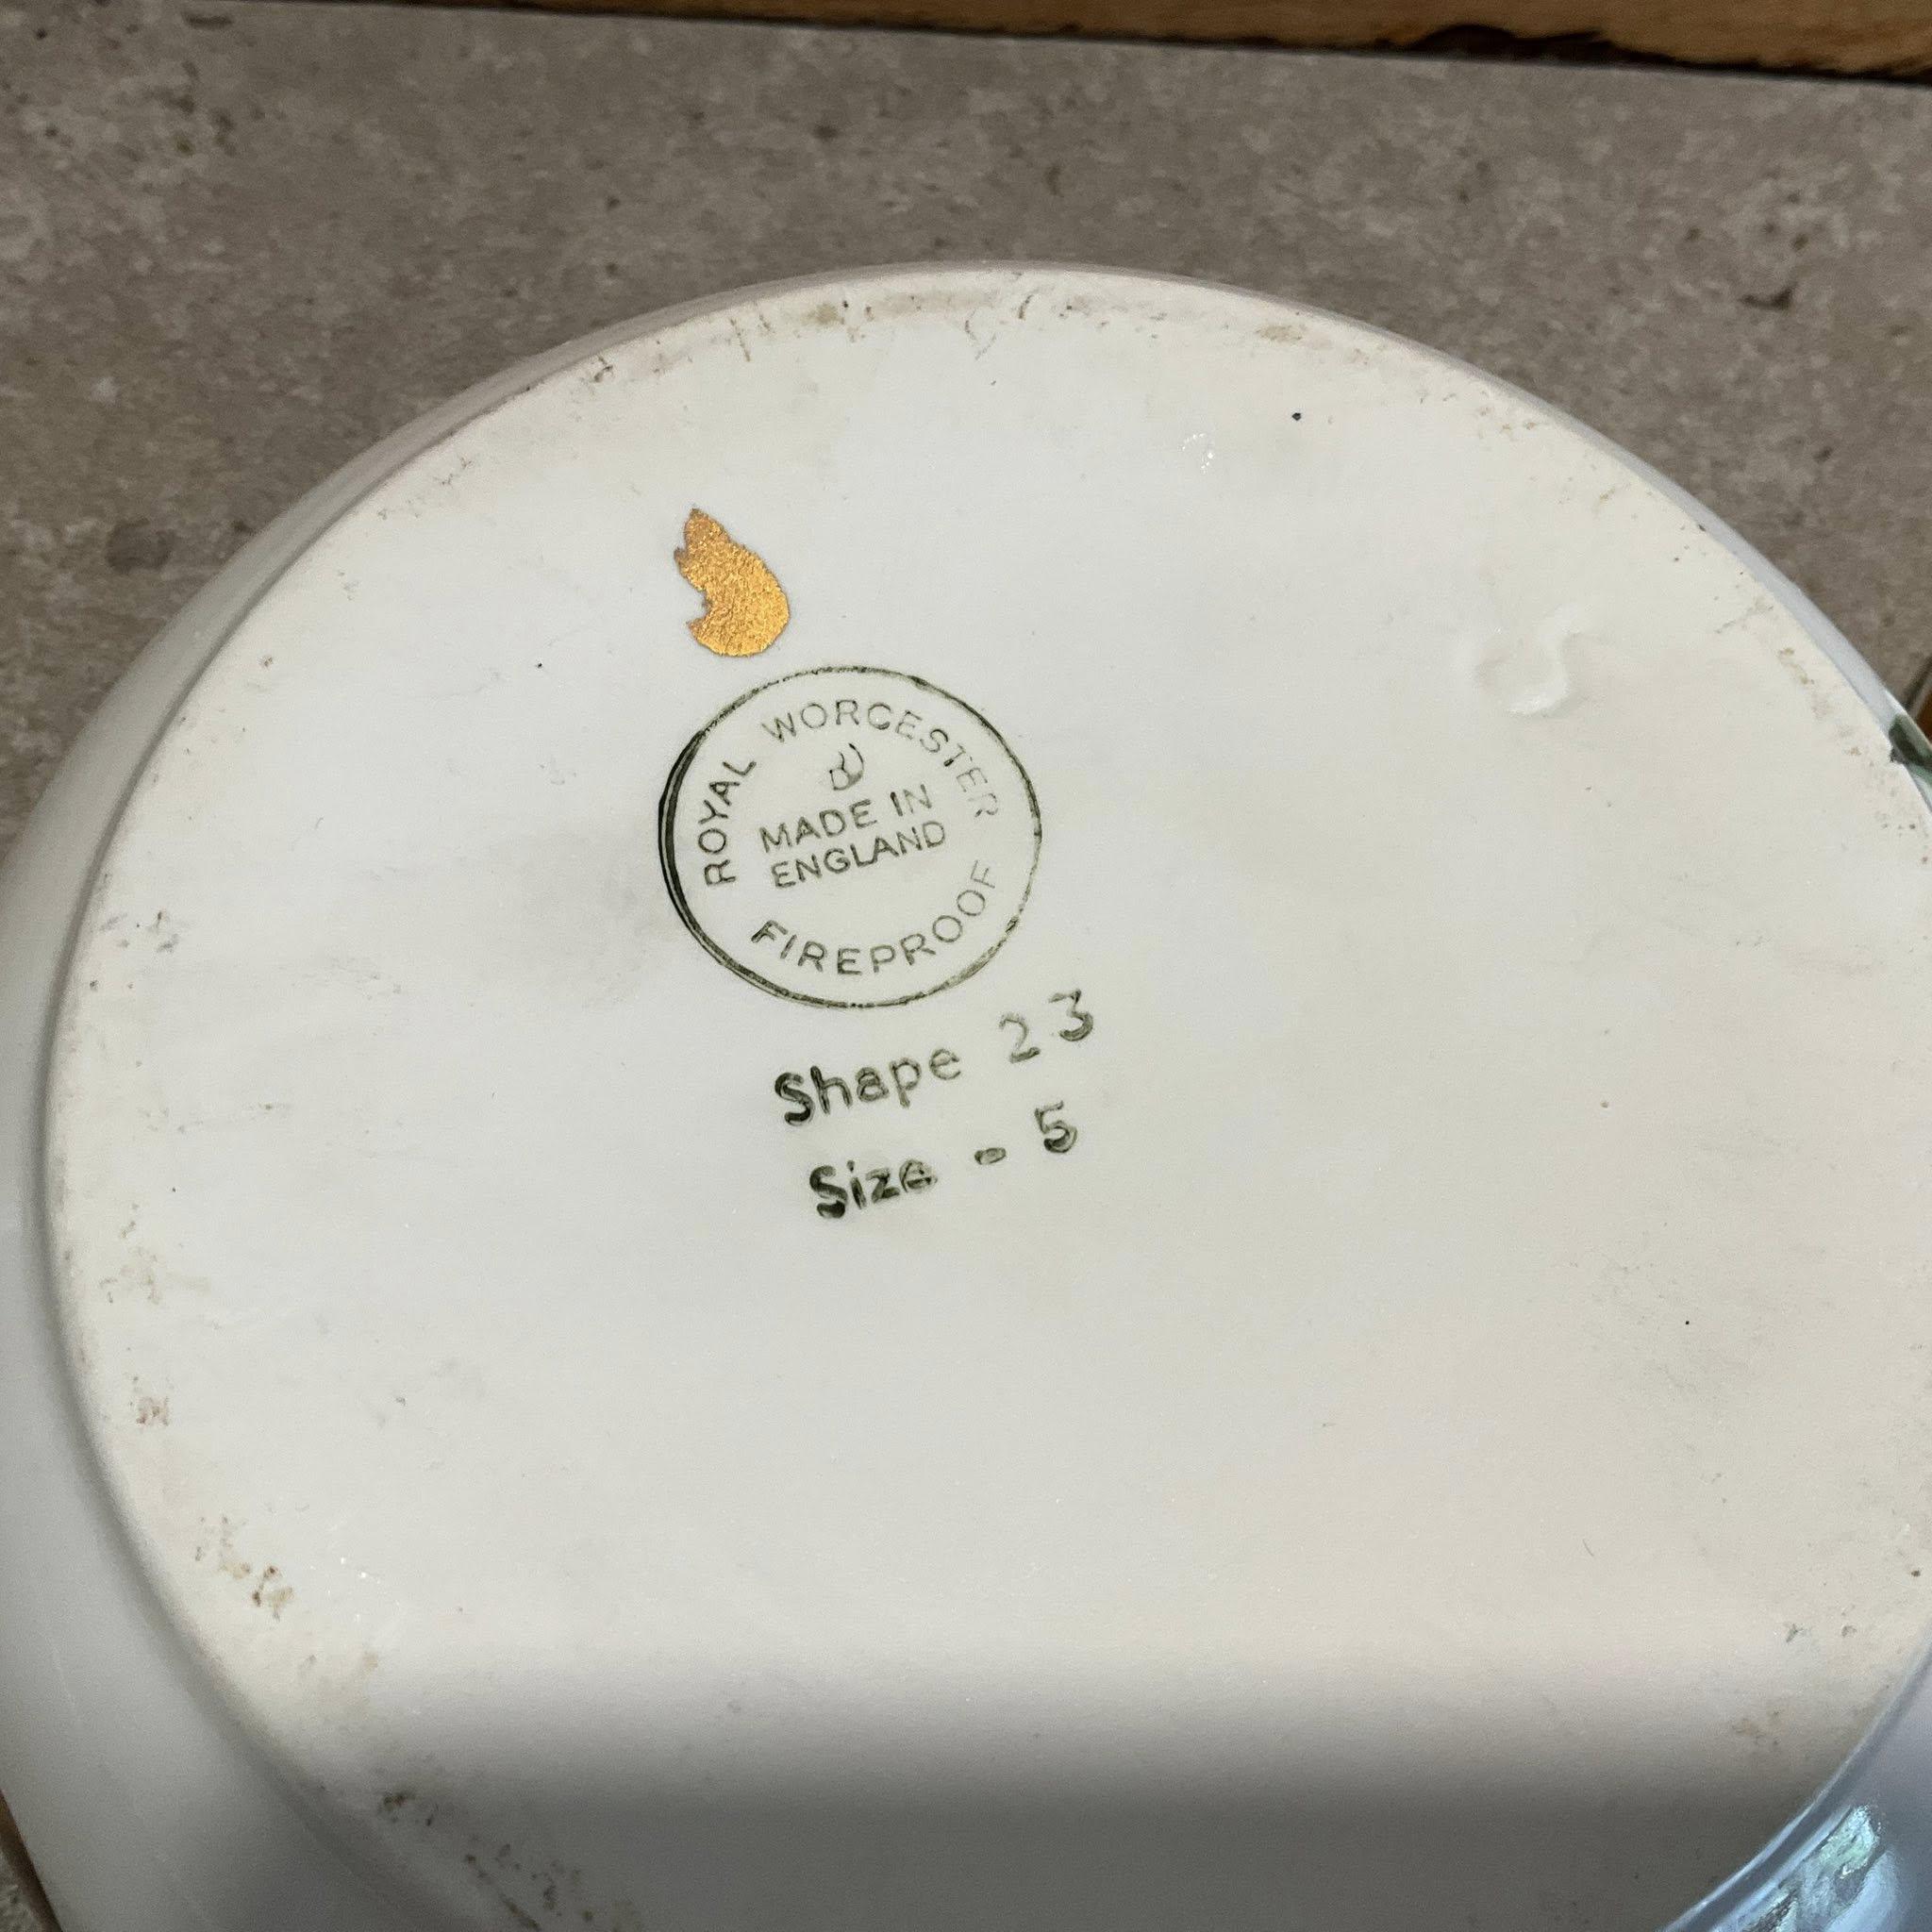 ROYAL WORCESTER
MADE IN
ENGLAND
FIREPROOF
Shape 23
Size - 5